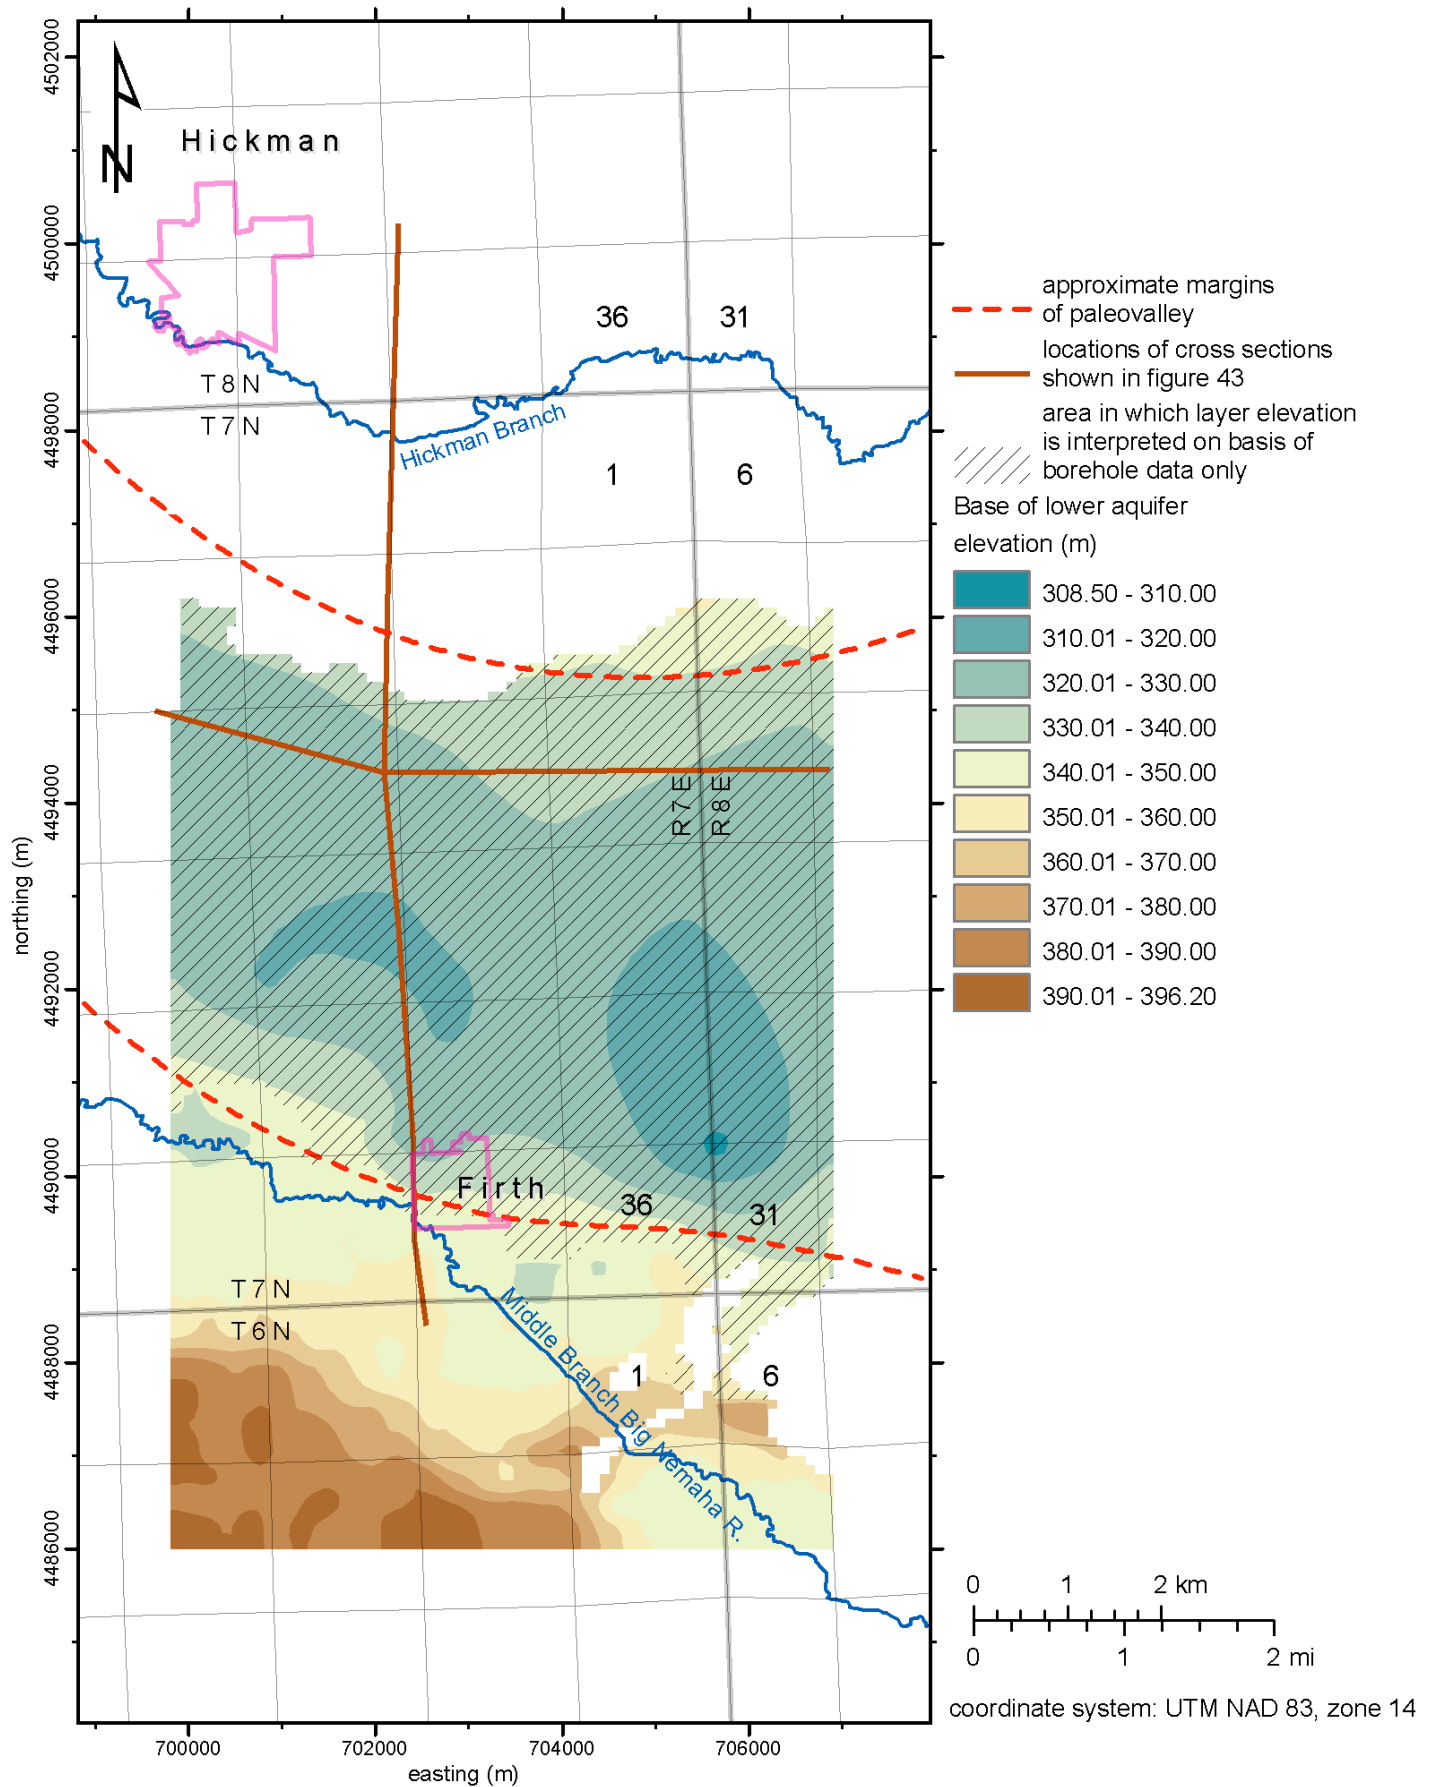 N
Hickman
36
31
T8N
T7N
Hickman Branch
1
6
R7E
R8E
Firth
36
31
T7N
T6N
Middle Branch Big Nemaha R.
1
6
4502000
4500000
4498000
4496000
4494000
4492000
4490000
4488000
4486000
northing (m)
700000
702000
704000
706000
easting (m)
approximate margins
of paleovalley
locations of cross sections
shown in figure 43
area in which layer elevation
is interpreted on basis of
borehole data only
Base of lower aquifer
elevation (m)
308.50 - 310.00
310.01 - 320.00
320.01 - 330.00
330.01 - 340.00
340.01 - 350.00
350.01 - 360.00
360.01 - 370.00
370.01 - 380.00
380.01 - 390.00
390.01 - 396.20
0 1 2 km
0 1 2 mi
coordinate system: UTM NAD 83, zone 14